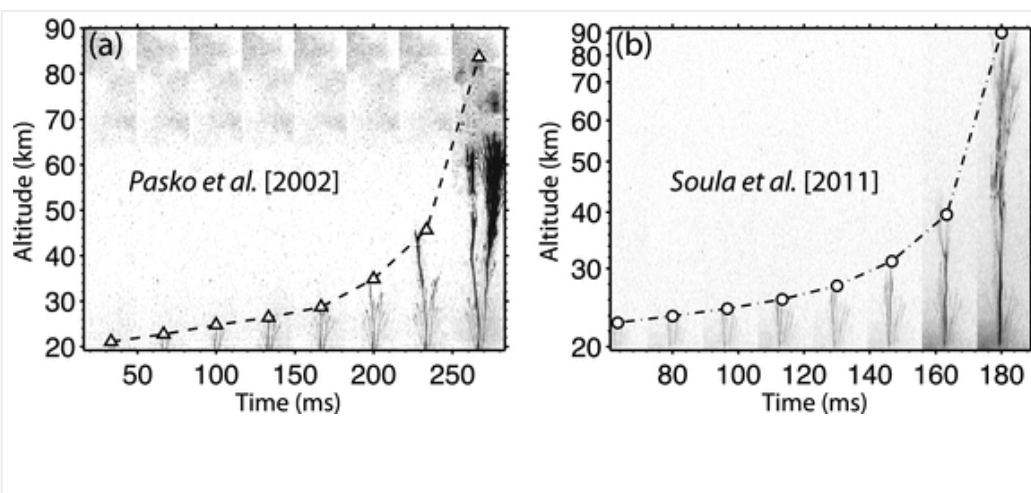 (a)
Pasko et al. [2002]
Altitude (km)
90
80
70
60
50
40
30
20
50 100 150 200 250
Time (ms)
(b)
Soula et al. [2011]
Altitude (km)
90
80
70
60
50
40
30
20
80 100 120 140 160 180
Time (ms)